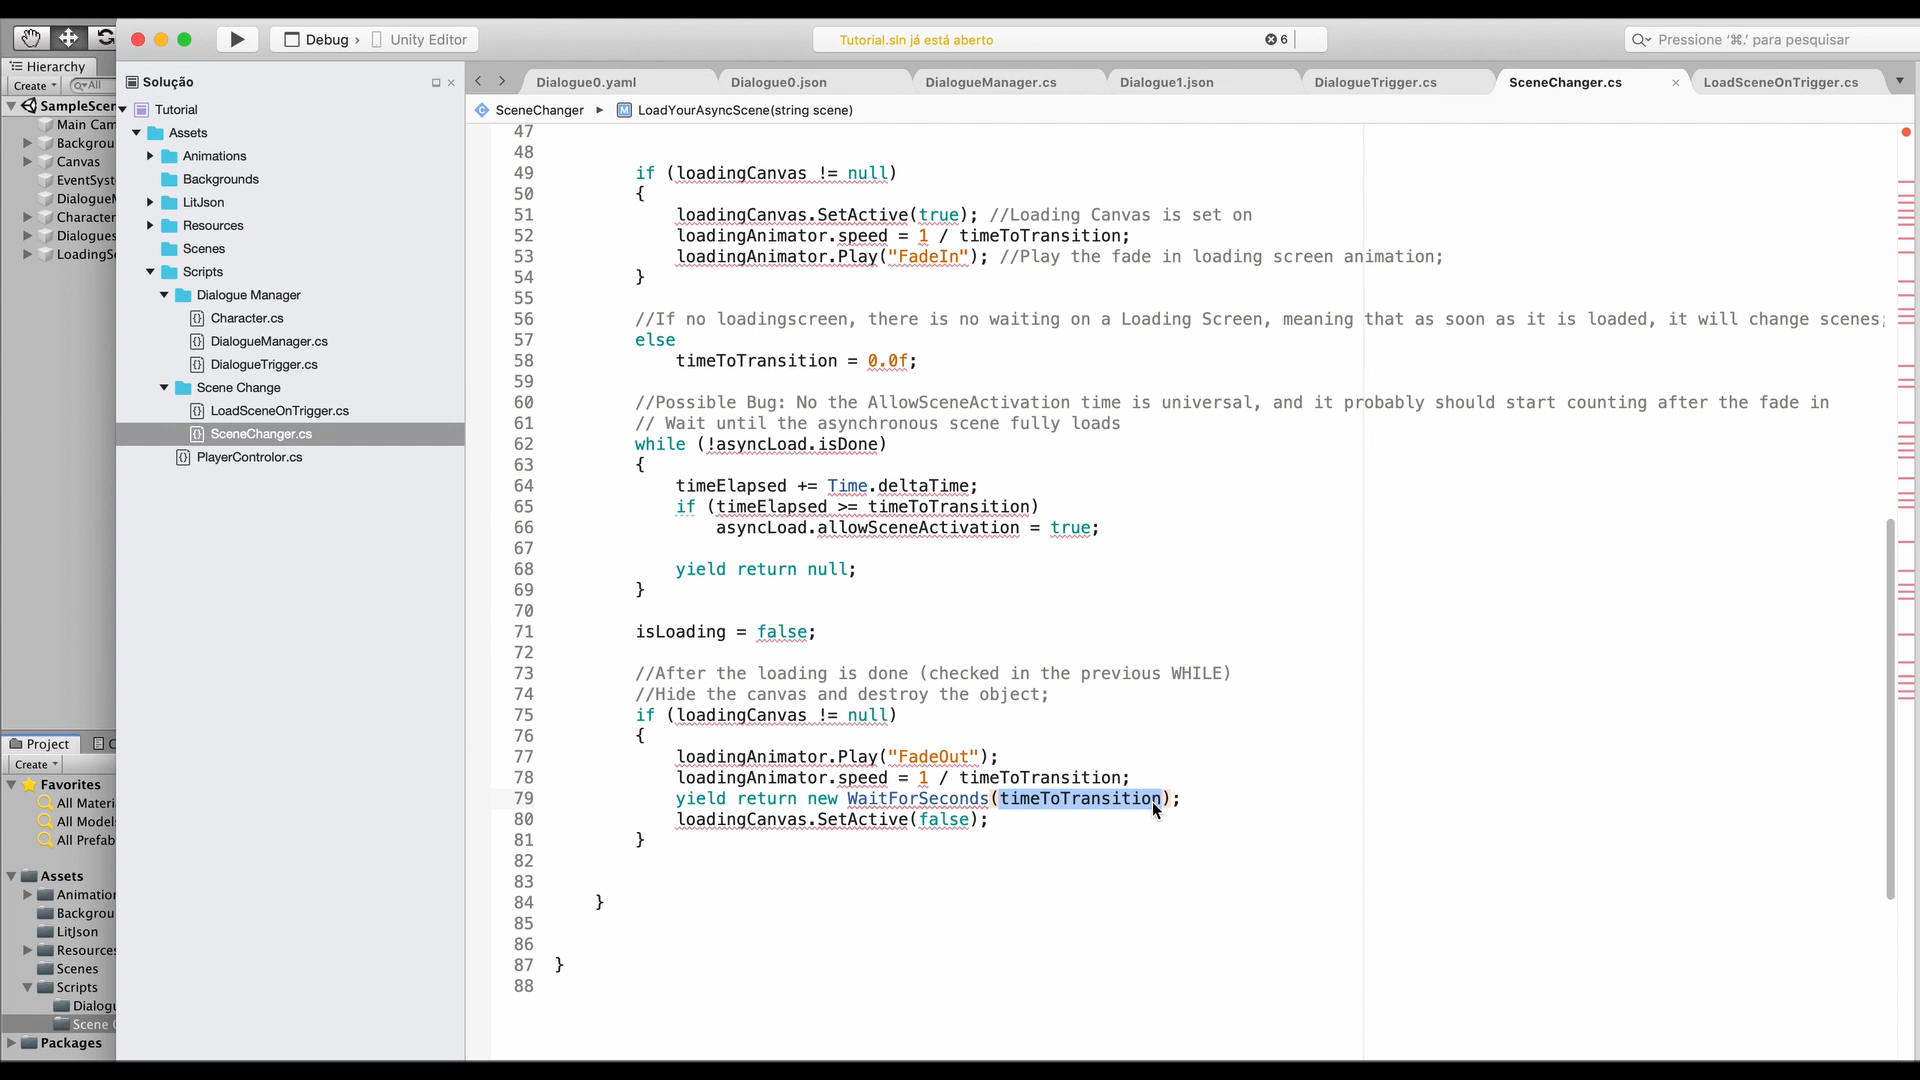 Debug › Unity Editor
Tutorial.sln já está aberto
6
Pressione '⌘.' para pesquisar
Hierarchy
Create
All
SampleScen
Main Cam
Backgrou
Canvas
EventSyst
DialogueM
Character
Dialogues
LoadingSc
Project
Create
Favorites
All Materi
All Models
All Prefab
Assets
Animation
Backgrou
LitJson
Resources
Scenes
Scripts
Dialogu
Scene C
Packages
Solução
Tutorial
Assets
Animations
Backgrounds
LitJson
Resources
Scenes
Scripts
Dialogue Manager
Character.cs
DialogueManager.cs
DialogueTrigger.cs
Scene Change
LoadSceneOnTrigger.cs
SceneChanger.cs
PlayerControlor.cs
Dialogue0.yaml Dialogue0.json DialogueManager.cs Dialogue1.json DialogueTrigger.cs SceneChanger.cs × LoadSceneOnTrigger.cs
SceneChanger ▸ LoadYourAsyncScene(string scene)
47
48
49 if (loadingCanvas != null)
50 {
51 loadingCanvas.SetActive(true); //Loading Canvas is set on
52 loadingAnimator.speed = 1 / timeToTransition;
53 loadingAnimator.Play("FadeIn"); //Play the fade in loading screen animation;
54 }
55
56 //If no loadingscreen, there is no waiting on a Loading Screen, meaning that as soon as it is loaded, it will change scenes;
57 else
58 timeToTransition = 0.0f;
59
60 //Possible Bug: No the AllowSceneActivation time is universal, and it probably should start counting after the fade in
61 // Wait until the asynchronous scene fully loads
62 while (!asyncLoad.isDone)
63 {
64 timeElapsed += Time.deltaTime;
65 if (timeElapsed >= timeToTransition)
66 asyncLoad.allowSceneActivation = true;
67
68 yield return null;
69 }
70
71 isLoading = false;
72
73 //After the loading is done (checked in the previous WHILE)
74 //Hide the canvas and destroy the object;
75 if (loadingCanvas != null)
76 {
77 loadingAnimator.Play("FadeOut");
78 loadingAnimator.speed = 1 / timeToTransition;
79 yield return new WaitForSeconds(timeToTransition);
80 loadingCanvas.SetActive(false);
81 }
82
83
84 }
85
86
87 }
88